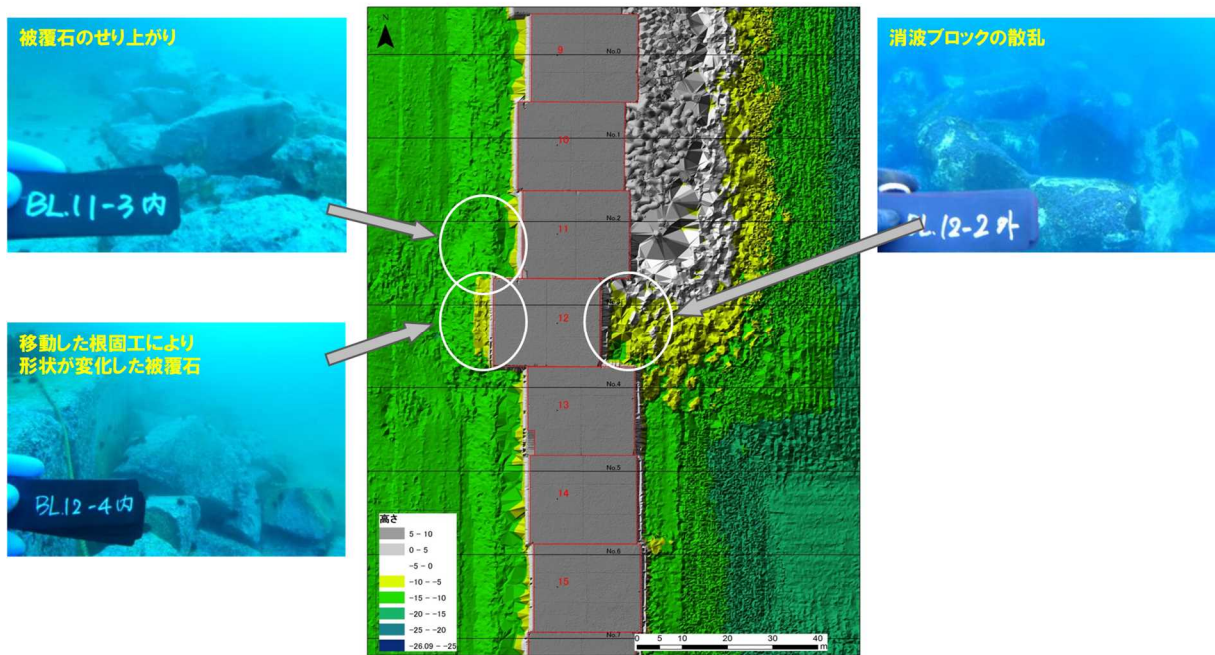 被覆石のせり上がり
BL.11-3内
移動した根固工により
形状が変化した被覆石
BL.12-4内
N
9
No.0
10
No.1
No.2
11
12
No.4
13
No.5
14
No.6
15
No.7
高さ
5 - 10
0 - 5
-5 - 0
-10 - -5
-15 - -10
-20 - -15
-25 - -20
-26.09 - -25
0 5 10 20 30 40
m
消波ブロックの散乱
BL.12-2外